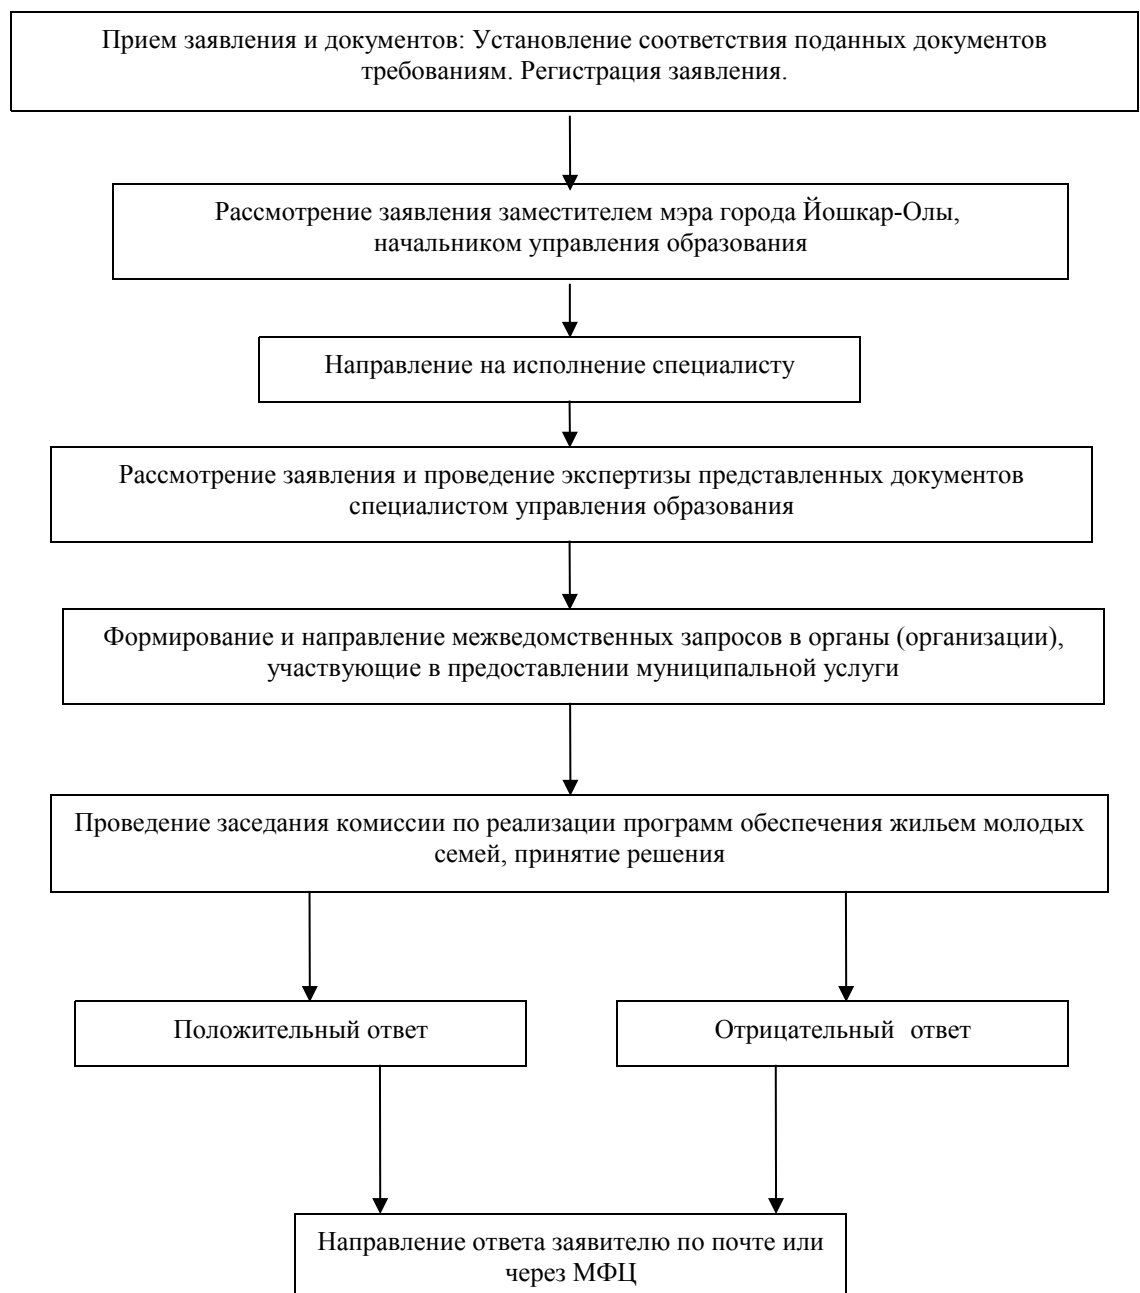 Прием заявления и документов: Установление соответствия поданных документов
требованиям. Регистрация заявления.
Рассмотрение заявления заместителем мэра города Йошкар-Олы,
начальником управления образования
Направление на исполнение специалисту
Рассмотрение заявления и проведение экспертизы представленных документов
специалистом управления образования
Формирование и направление межведомственных запросов в органы (организации),
участвующие в предоставлении муниципальной услуги
Проведение заседания комиссии по реализации программ обеспечения жильем молодых
семей, принятие решения
Положительный ответ
Отрицательный ответ
Направление ответа заявителю по почте или
через МФЦ